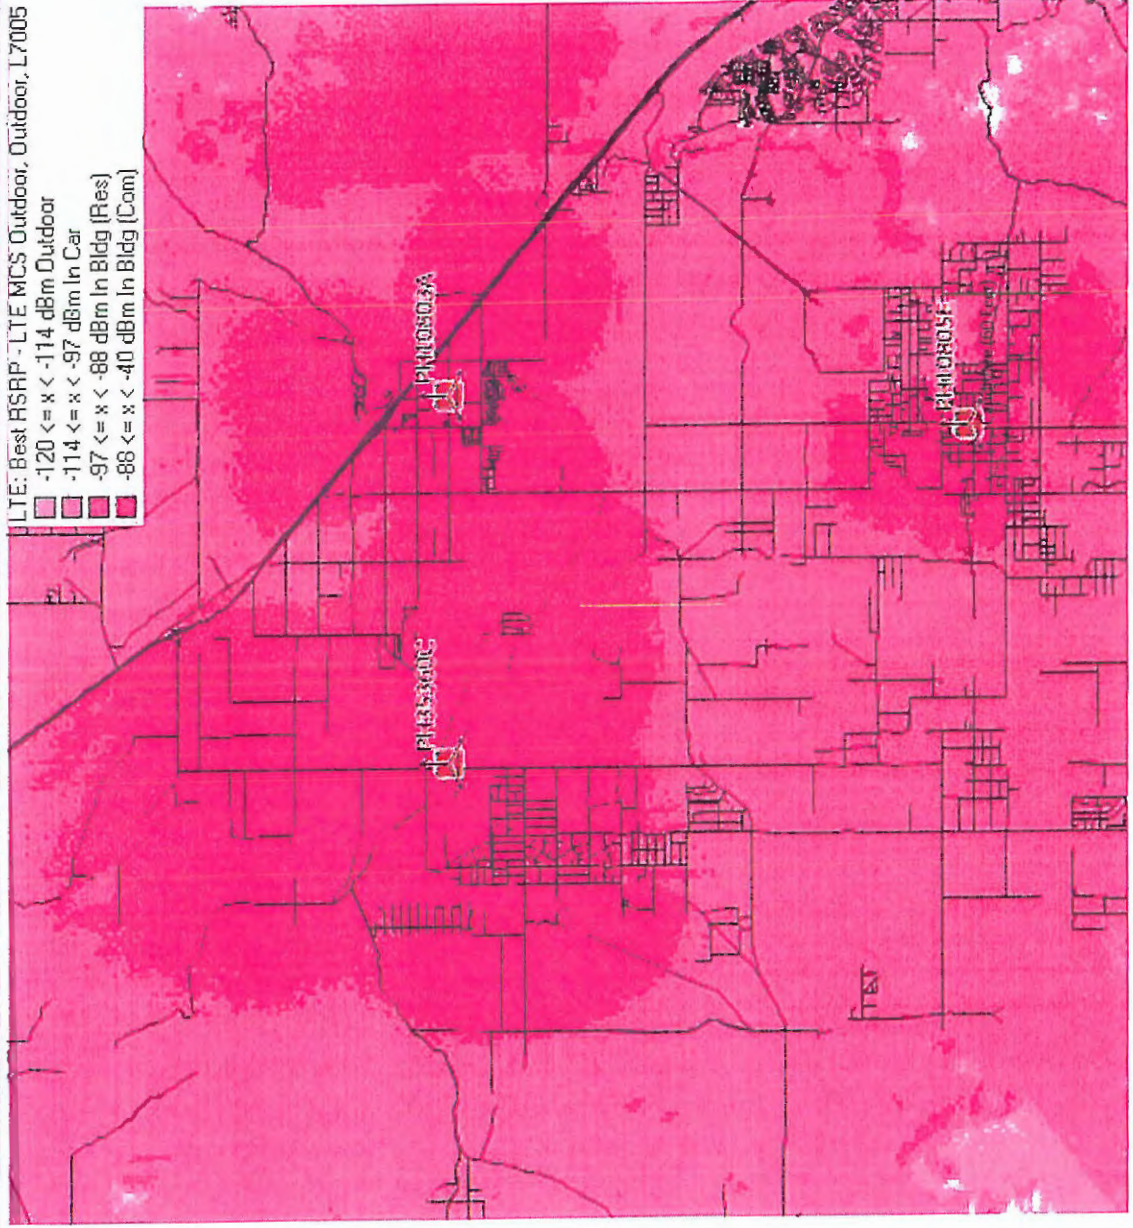 LTE: Best RSRP - LTE MCS Outdoor, Outdoor, L7005
-120 <= x < -114 dBm Outdoor
-114 <= x < -97 dBm In Car
-97 <= x < -88 dBm In Bldg (Res)
-88 <= x < -40 dBm In Bldg (Com)
PH35360C